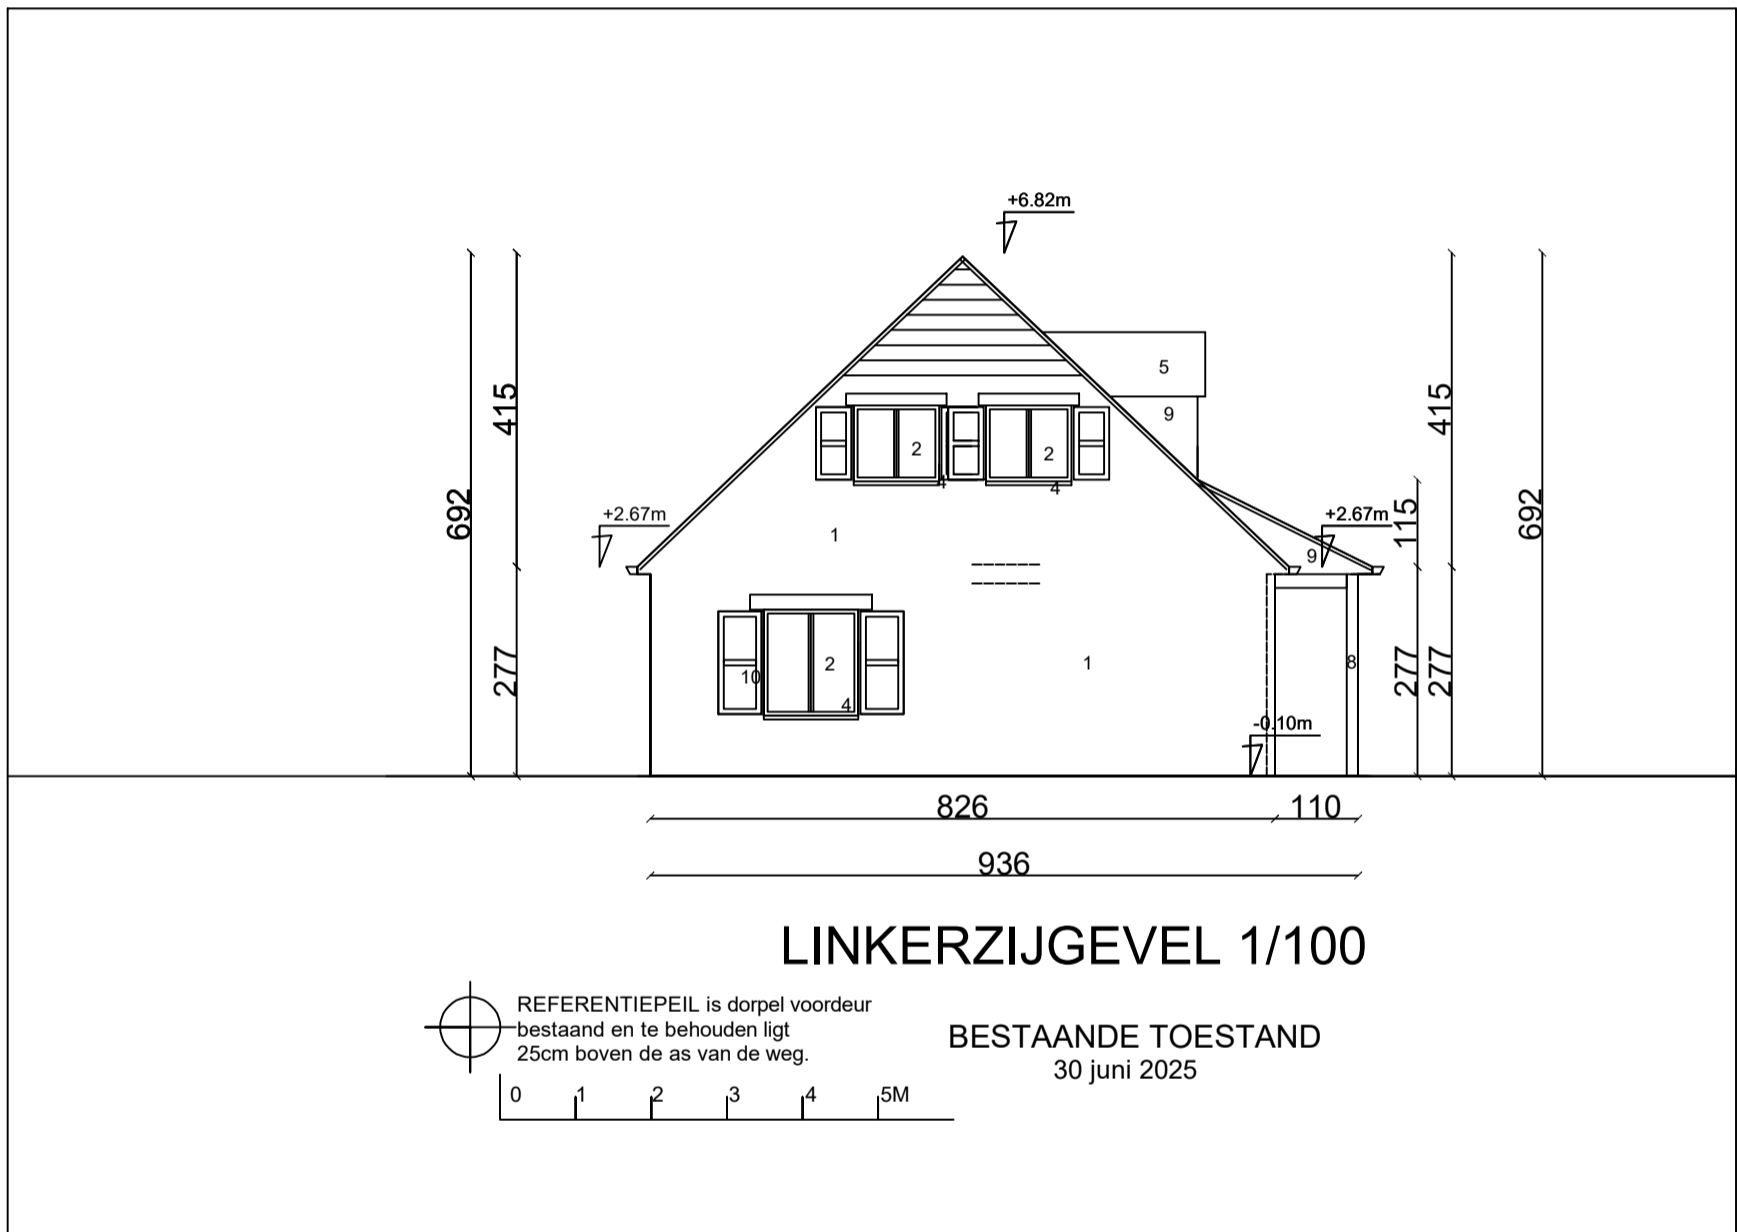 +6.82m
5
9
415
415
2
2
4
4
692
+2.67m
+2.67m
115
692
1
9
277
10
2
4
1
8
277
277
-0.10m
826
110
936
LINKERZIJGEVEL 1/100
REFERENTIEPEIL is dorpel voordeur
bestaand en te behouden ligt
25cm boven de as van de weg.
BESTAANDE TOESTAND
30 juni 2025
0 1 2 3 4 5M